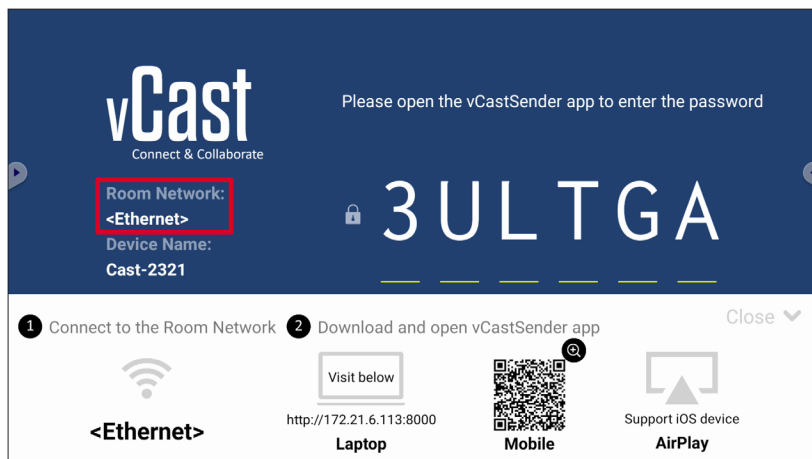 vCast
Connect & Collaborate
Please open the vCastSender app to enter the password
Room Network:
<Ethernet>
Device Name:
Cast-2321
3ULTGA
1 Connect to the Room Network
2 Download and open vCastSender app
Close
<Ethernet>
Visit below
http://172.21.6.113:8000
Laptop
Mobile
Support iOS device
AirPlay